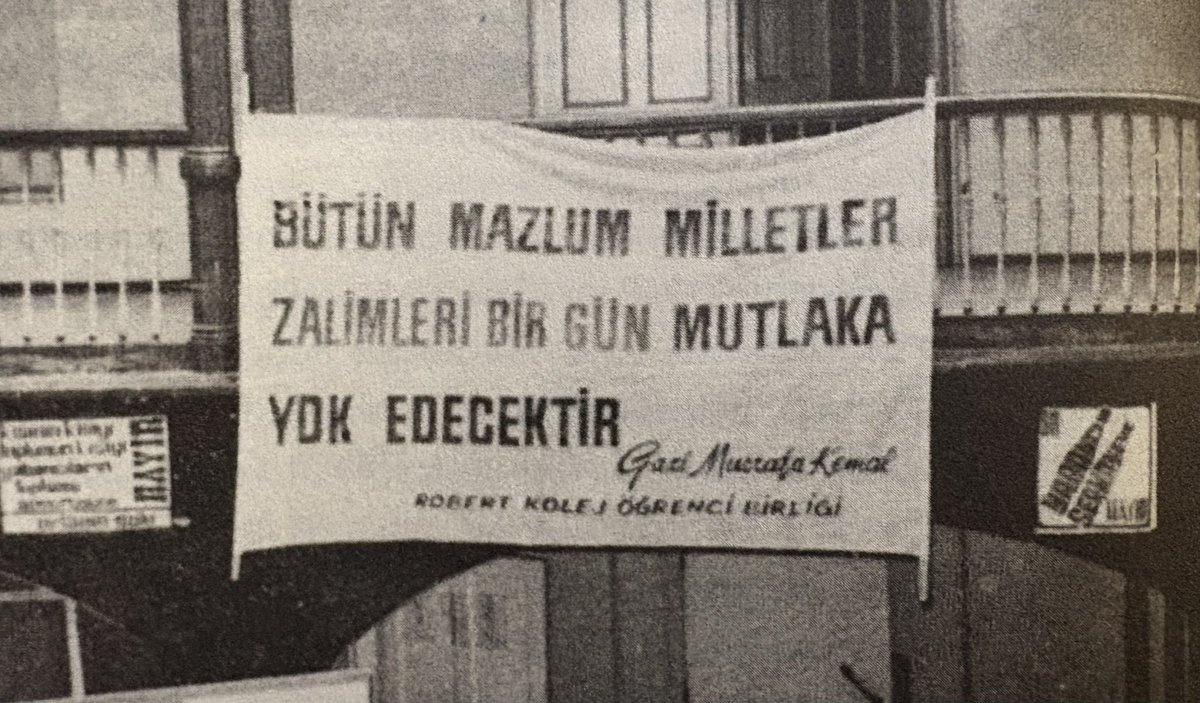 BÜTÜN MAZLUM MİLLETLER
ZALİMLERİ BİR GÜN MUTLAKA
YOK EDECEKTİR
Gazi Mustafa Kemal
ROBERT KOLEJ ÖĞRENCİ BİRLİĞİ
HAYIR